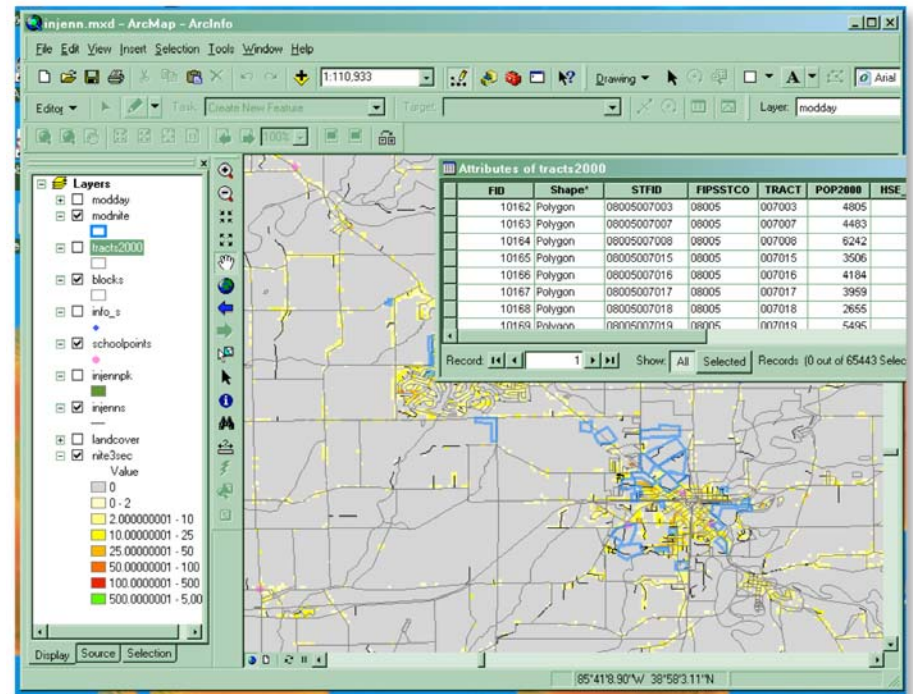 injenn.mxd - ArcMap - ArcInfo
File Edit View Insert Selection Tools Window Help
1:110,933 Drawing A Arial
Editor Task: Create New Feature Target: Layer: modday
100%
Layers
modday
modnite
tracts2000
blocks
info_s
schoolpoints
injennpk
injenns
landcover
nite3sec
Value
0
0 - 2
2.000000001 - 10
10.00000001 - 25
25.00000001 - 50
50.00000001 - 100
100.0000001 - 500
500.0000001 - 5,00
Display Source Selection
Attributes of tracts2000
FID Shape* STFID FIPSSTCO TRACT POP2000 HSE_
10162 Polygon 08005007003 08005 007003 4805
10163 Polygon 08005007007 08005 007007 4483
10164 Polygon 08005007008 08005 007008 6242
10165 Polygon 08005007015 08005 007015 3506
10166 Polygon 08005007016 08005 007016 4184
10167 Polygon 08005007017 08005 007017 3959
10168 Polygon 08005007018 08005 007018 2655
10169 Polygon 08005007019 08005 007019 5495
Record: 1 Show: All Selected Records (0 out of 65443 Selec
85°41'8.90"W 38°58'3.11"N